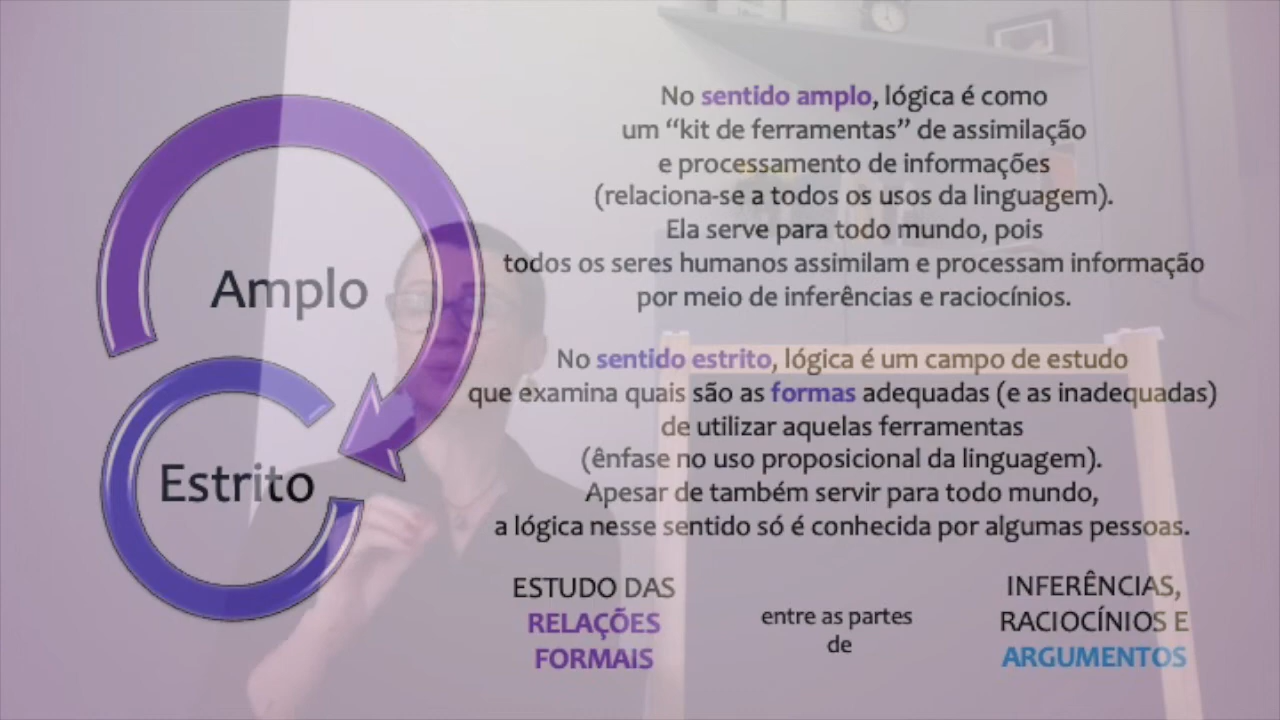 Amplo
Estrito
No sentido amplo, lógica é como
um “kit de ferramentas” de assimilação
e processamento de informações
(relaciona-se a todos os usos da linguagem).
Ela serve para todo mundo, pois
todos os seres humanos assimilam e processam informação
por meio de inferências e raciocínios.
No sentido estrito, lógica é um campo de estudo
que examina quais são as formas adequadas (e as inadequadas)
de utilizar aquelas ferramentas
(ênfase no uso proposicional da linguagem).
Apesar de também servir para todo mundo,
a lógica nesse sentido só é conhecida por algumas pessoas.
ESTUDO DAS
RELAÇÕES
FORMAIS
entre as partes
de
INFERÊNCIAS,
RACIOCÍNIOS E
ARGUMENTOS